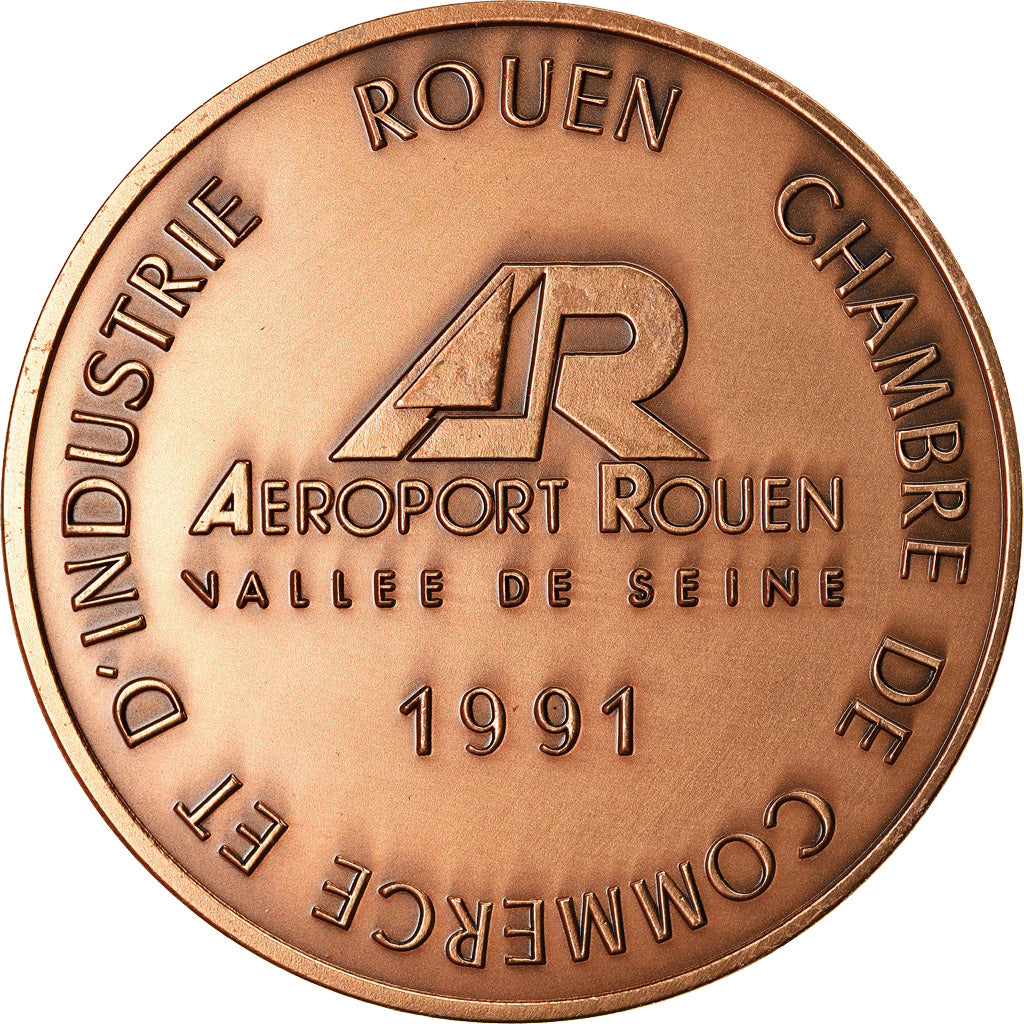 ROUEN CHAMBRE DE COMMERCE ET D'INDUSTRIE
AR
AEROPORT ROUEN
VALLEE DE SEINE
1991